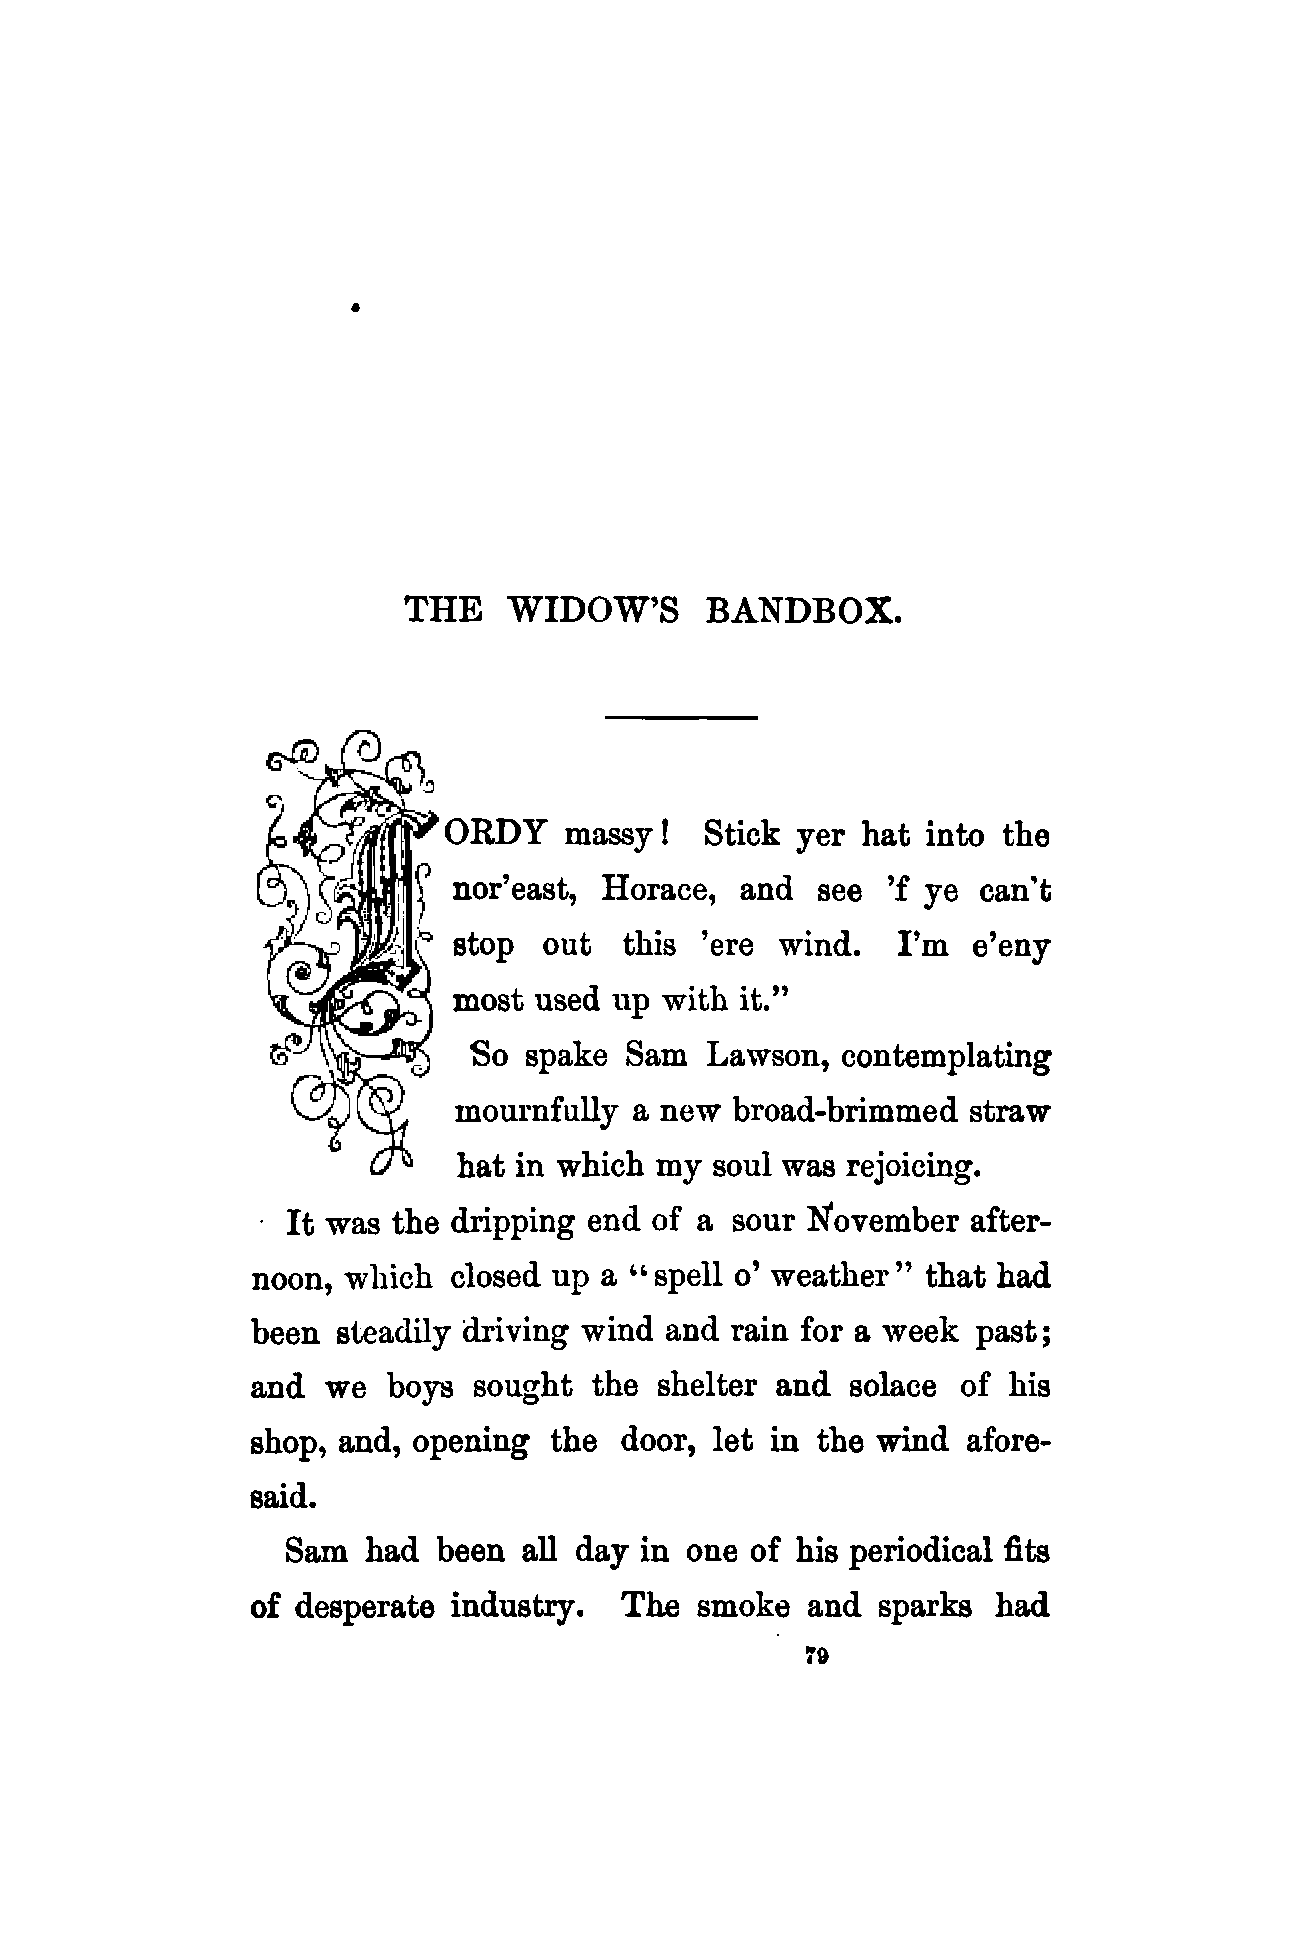 THE WIDOW'S BANDBOX.
LORDY massy! Stick yer hat into the
nor'east, Horace, and see 'f ye can't
stop out this 'ere wind. I'm e'eny
most used up with it."
So spake Sam Lawson, contemplating
mournfully a new broad-brimmed straw
hat in which my soul was rejoicing.
It was the dripping end of a sour November after-
noon, which closed up a "spell o' weather" that had
been steadily driving wind and rain for a week past;
and we boys sought the shelter and solace of his
shop, and, opening the door, let in the wind afore-
said.
Sam had been all day in one of his periodical fits
of desperate industry. The smoke and sparks had
79